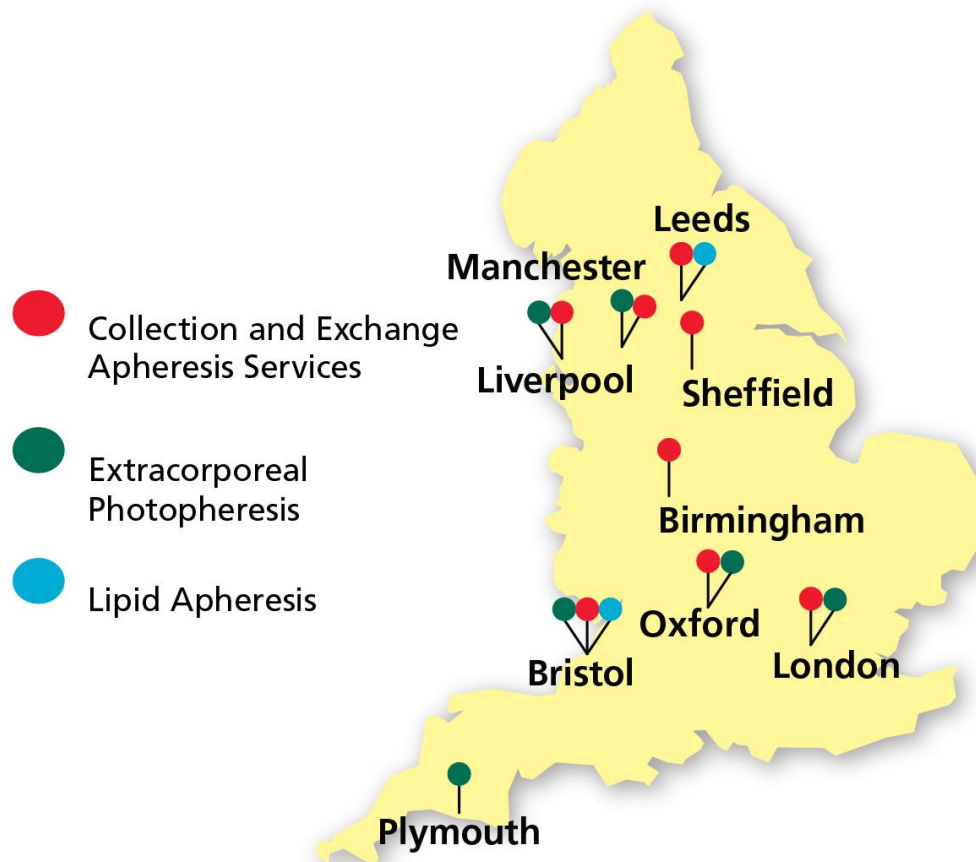 Leeds
Manchester
Collection and Exchange
Apheresis Services
Liverpool
Sheffield
Extracorporeal
Photopheresis
Birmingham
Lipid Apheresis
Oxford
London
Bristol
Plymouth